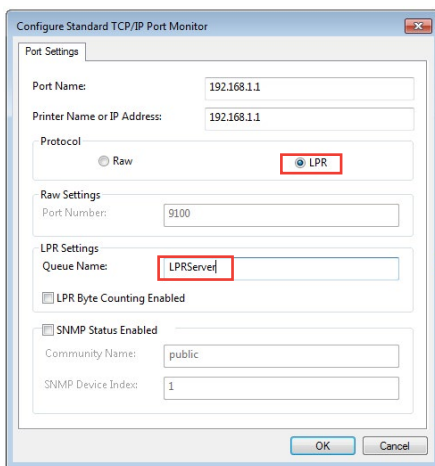 Configure Standard TCP/IP Port Monitor
Port Settings
Port Name: 192.168.1.1
Printer Name or IP Address: 192.168.1.1
Protocol
Raw LPR
Raw Settings
Port Number: 9100
LPR Settings
Queue Name: LPRServer
LPR Byte Counting Enabled
SNMP Status Enabled
Community Name: public
SNMP Device Index: 1
OK Cancel